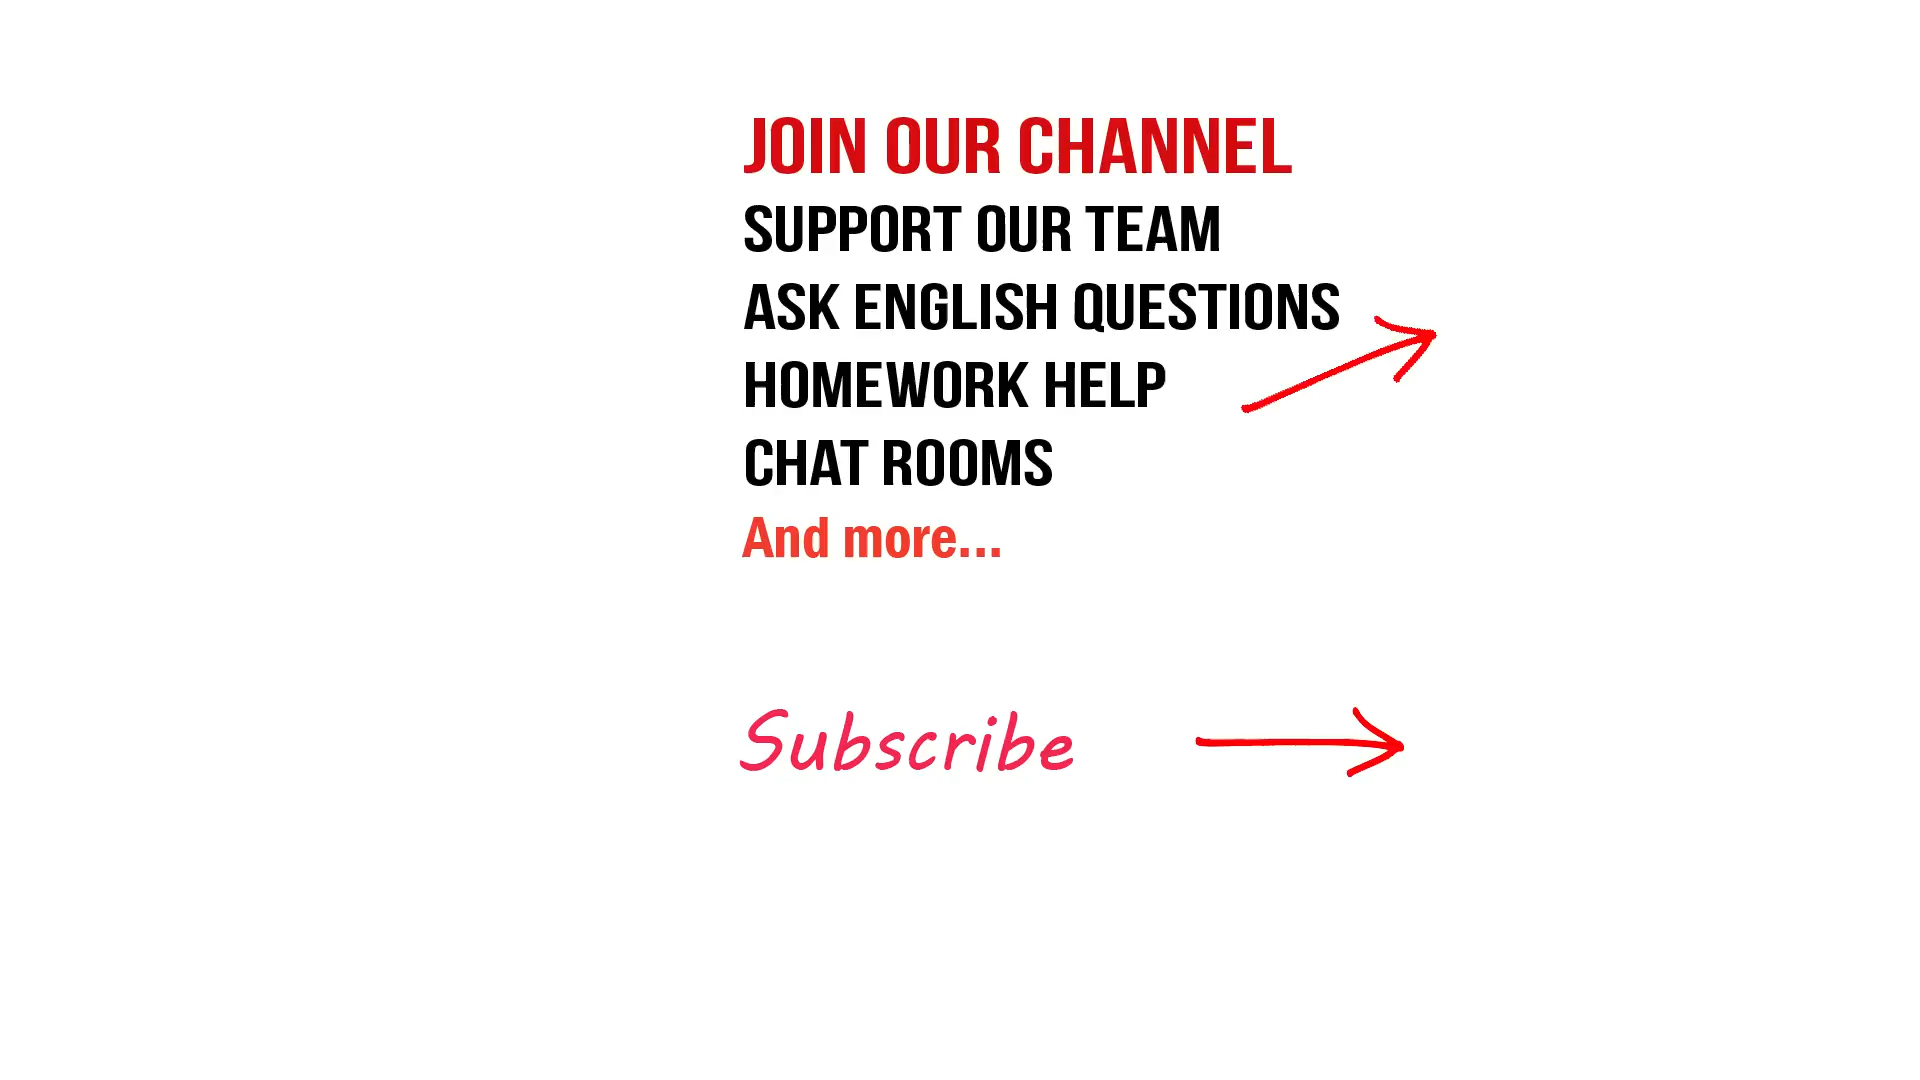 JOIN OUR CHANNEL
SUPPORT OUR TEAM
ASK ENGLISH QUESTIONS
HOMEWORK HELP
CHAT ROOMS
And more...
Subscribe